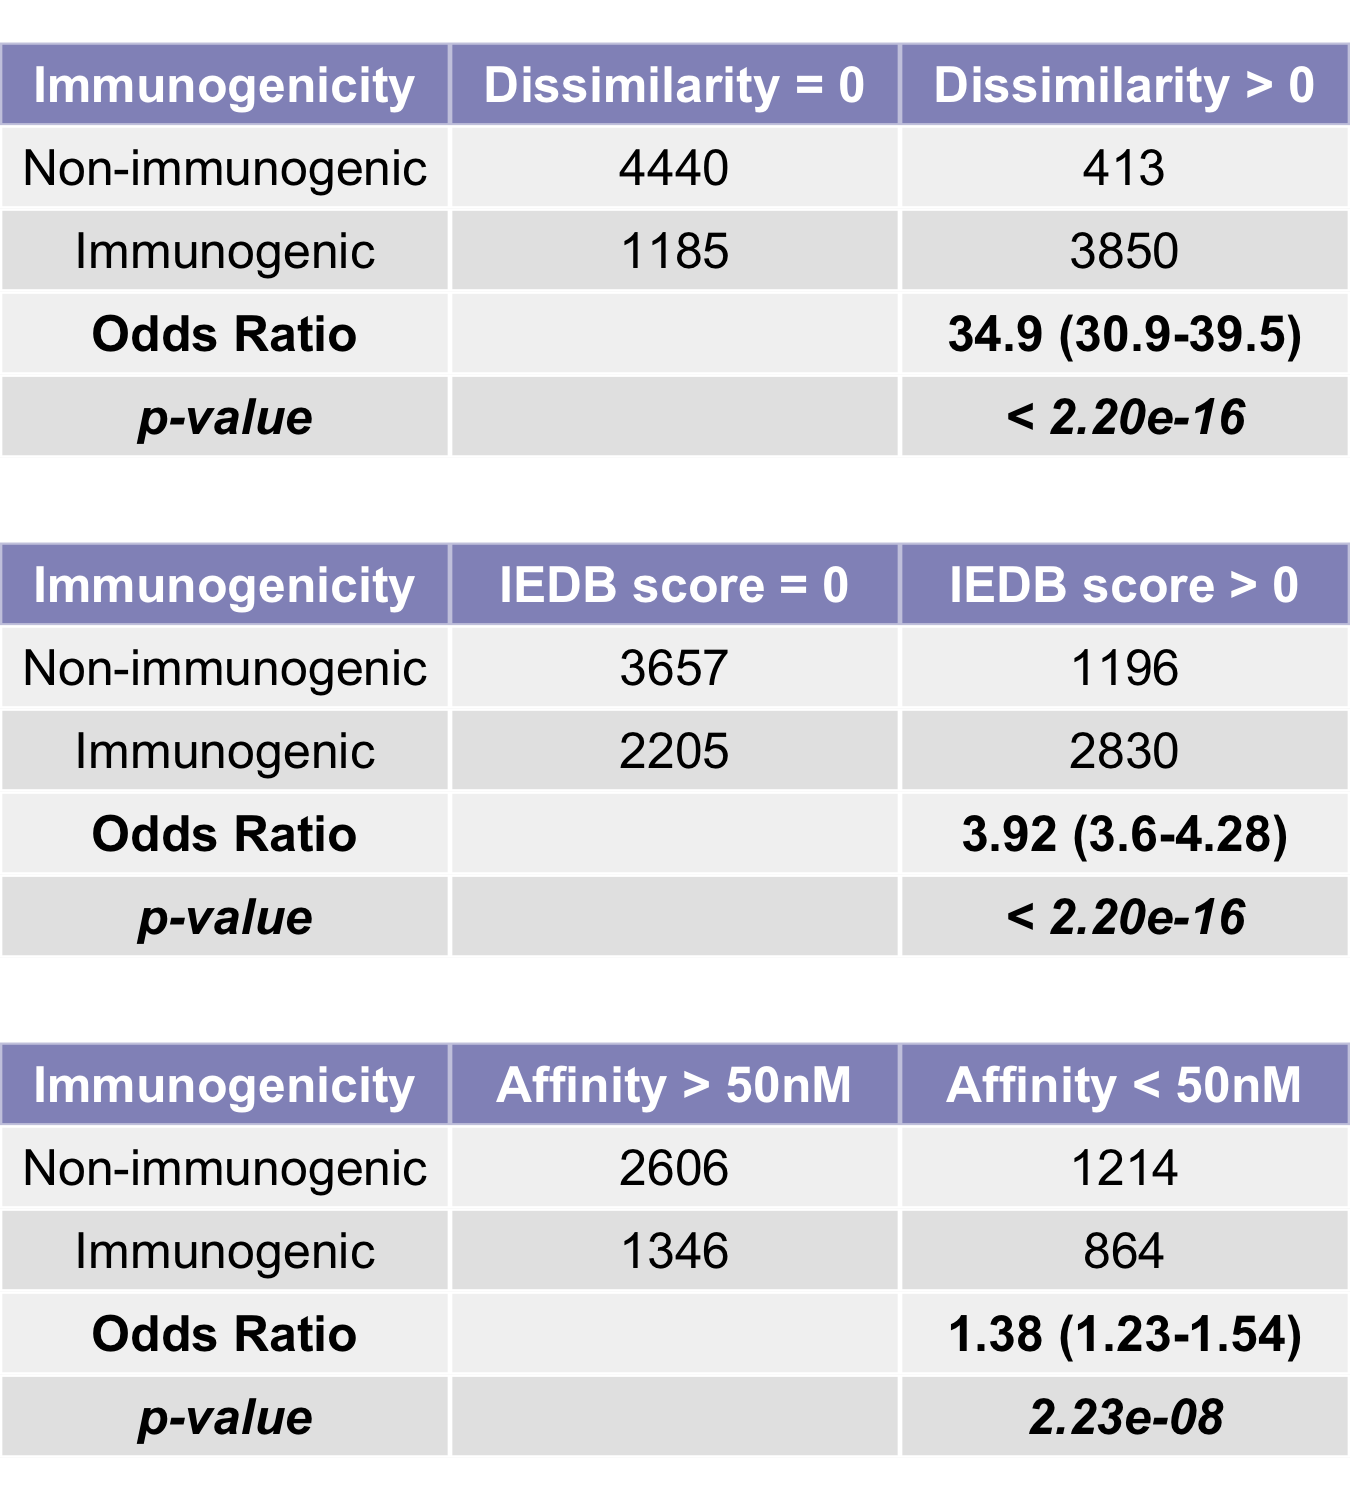 Immunogenicity Dissimilarity = 0 Dissimilarity > 0
Non-immunogenic 4440 413
Immunogenic 1185 3850
Odds Ratio 34.9 (30.9-39.5)
p-value < 2.20e-16
Immunogenicity IEDB score = 0 IEDB score > 0
Non-immunogenic 3657 1196
Immunogenic 2205 2830
Odds Ratio 3.92 (3.6-4.28)
p-value < 2.20e-16
Immunogenicity Affinity > 50nM Affinity < 50nM
Non-immunogenic 2606 1214
Immunogenic 1346 864
Odds Ratio 1.38 (1.23-1.54)
p-value 2.23e-08